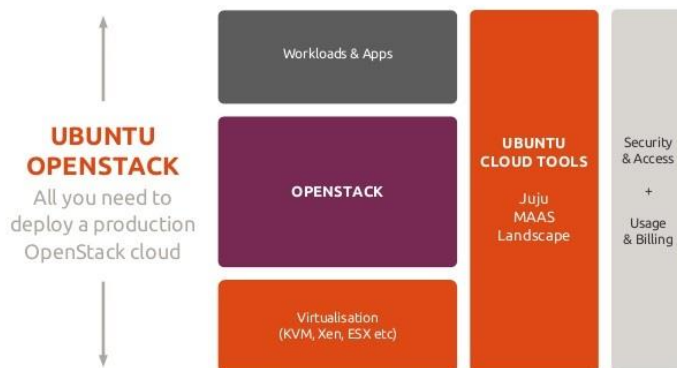 UBUNTU
OPENSTACK
All you need to
deploy a production
OpenStack cloud
Workloads & Apps
OPENSTACK
Virtualisation
(KVM, Xen, ESX etc)
UBUNTU
CLOUD TOOLS
Juju
MAAS
Landscape
Security
& Access
+
Usage
& Billing